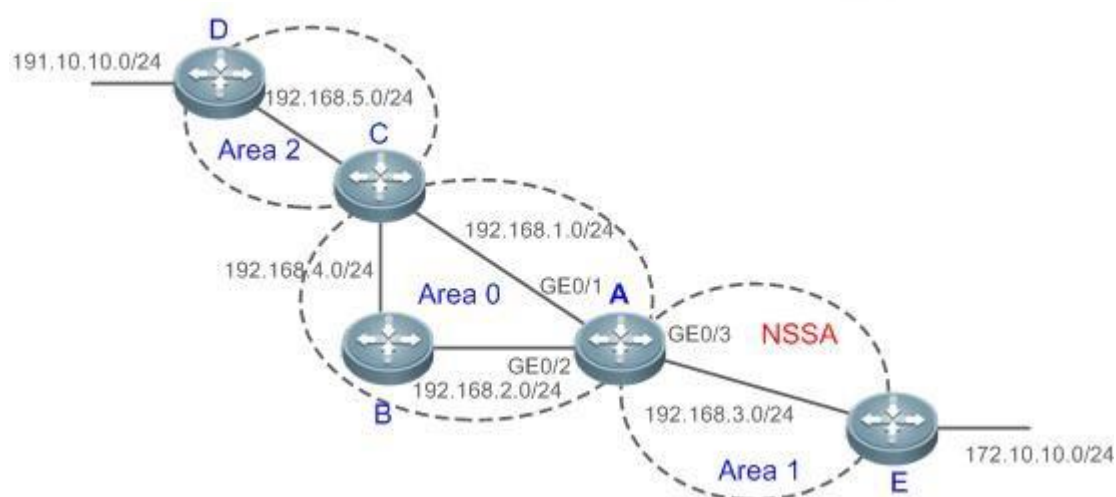 D
191.10.10.0/24
192.168.5.0/24
C
Area 2
192.168.1.0/24
192.168.4.0/24
GE0/1
Area 0
A
GE0/3
NSSA
GE0/2
192.168.2.0/24
B
192.168.3.0/24
172.10.10.0/24
Area 1
E